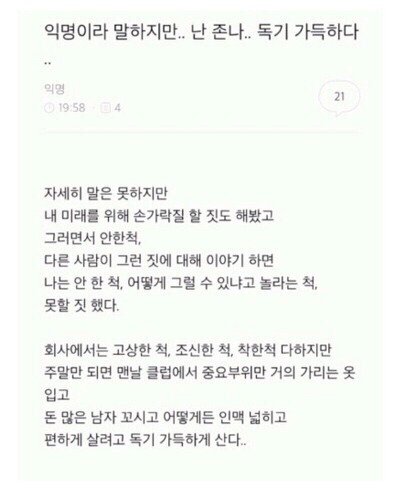 익명이라 말하지만.. 난 존나.. 독기 가득하다
..
익명
19:58 · 4
21
자세히 말은 못하지만
내 미래를 위해 손가락질 할 짓도 해봤고
그러면서 안한척,
다른 사람이 그런 짓에 대해 이야기 하면
나는 안 한 척, 어떻게 그럴 수 있냐고 놀라는 척,
못할 짓 했다.
회사에서는 고상한 척, 조신한 척, 착한척 다하지만
주말만 되면 맨날 클럽에서 중요부위만 거의 가리는 옷
입고
돈 많은 남자 꼬시고 어떻게든 인맥 넓히고
편하게 살려고 독기 가득하게 산다..